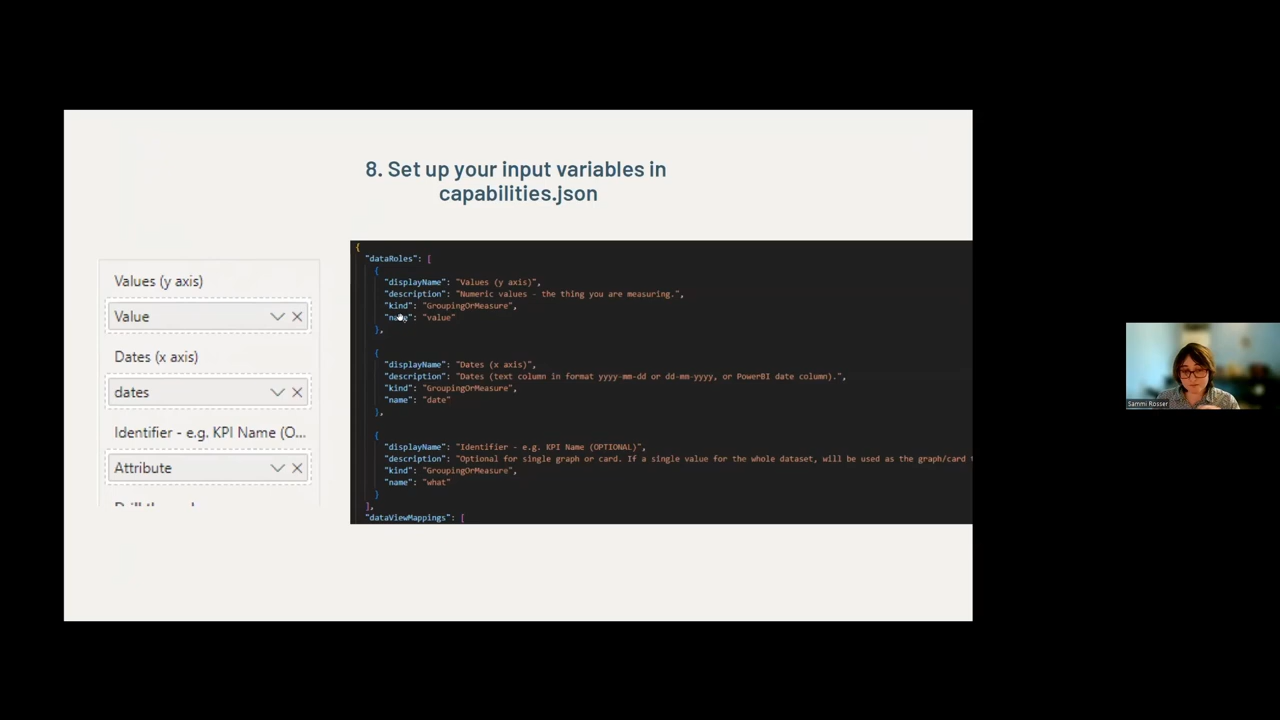 8. Set up your input variables in
capabilities.json
Values (y axis)
Value
Dates (x axis)
dates
Identifier - e.g. KPI Name (O...
Attribute
{
"dataRoles": [
{
"displayName": "Values (y axis)",
"description": "Numeric values - the thing you are measuring.",
"kind": "GroupingOrMeasure",
"name": "value"
},
{
"displayName": "Dates (x axis)",
"description": "Dates (text column in format yyyy-mm-dd or dd-mm-yyyy, or PowerBI date column).",
"kind": "GroupingOrMeasure",
"name": "date"
},
{
"displayName": "Identifier - e.g. KPI Name (OPTIONAL)",
"description": "Optional for single graph or card. If a single value for the whole dataset, will be used as the graph/card
"kind": "GroupingOrMeasure",
"name": "what"
}
],
"dataViewMappings": [
Sammi Rosser